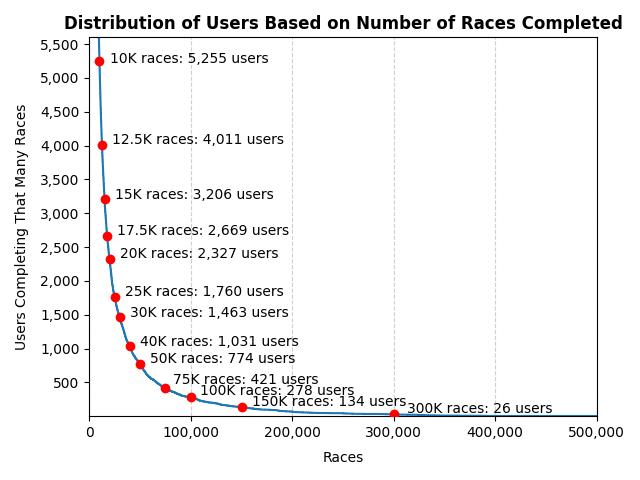 Distribution of Users Based on Number of Races Completed
Users Completing That Many Races
5,500
5,000
4,500
4,000
3,500
3,000
2,500
2,000
1,500
1,000
500
10K races: 5,255 users
12.5K races: 4,011 users
15K races: 3,206 users
17.5K races: 2,669 users
20K races: 2,327 users
25K races: 1,760 users
30K races: 1,463 users
40K races: 1,031 users
50K races: 774 users
75K races: 421 users
100K races: 278 users
150K races: 134 users
300K races: 26 users
0 100,000 200,000 300,000 400,000 500,000
Races